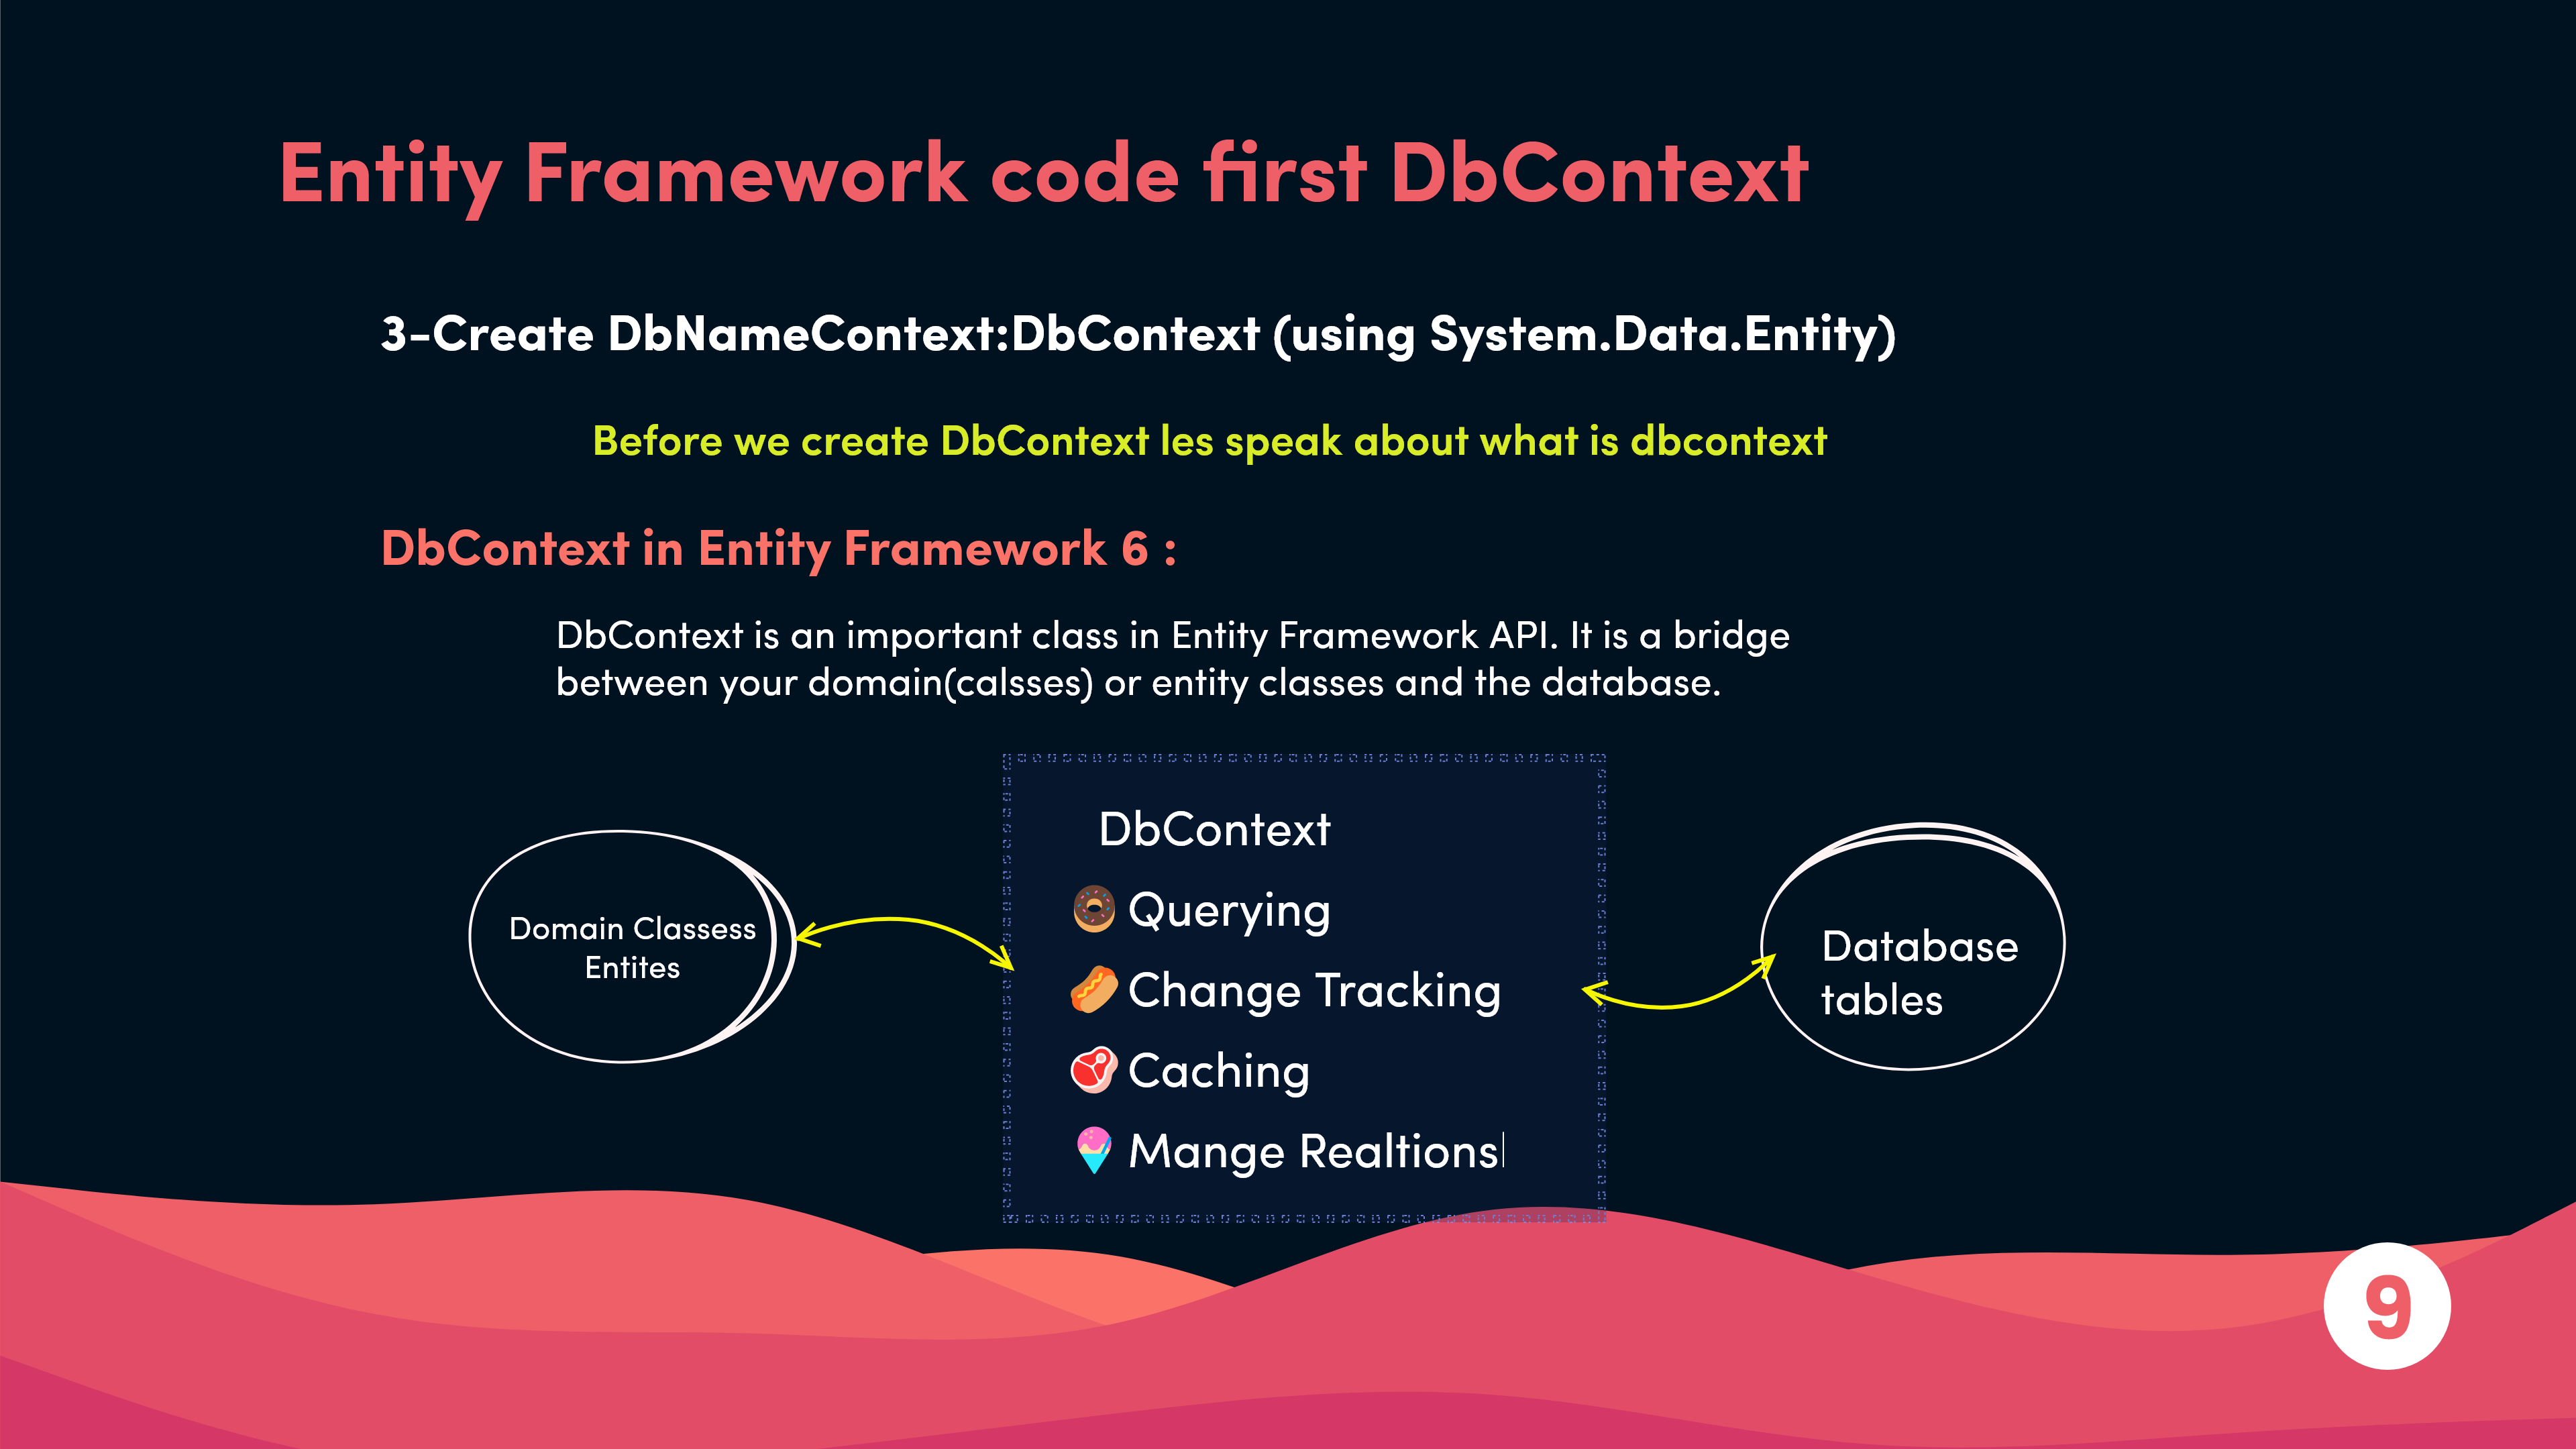 Entity Framework code first DbContext
3-Create DbNameContext:DbContext (using System.Data.Entity)
Before we create DbContext les speak about what is dbcontext
DbContext in Entity Framework 6 :
DbContext is an important class in Entity Framework API. It is a bridge
between your domain(calsses) or entity classes and the database.
Domain Classess
Entites
DbContext
Querying
Change Tracking
Caching
Mange Realtions
Database
tables
9